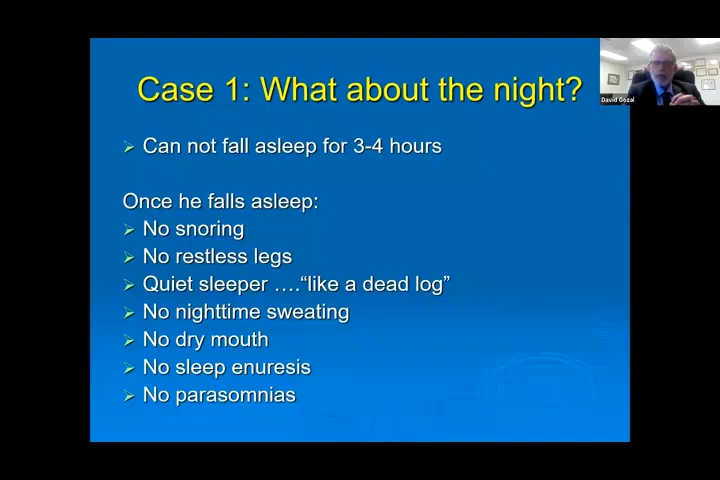 Case 1: What about the night?
Can not fall asleep for 3-4 hours
Once he falls asleep:
No snoring
No restless legs
Quiet sleeper ….“like a dead log”
No nighttime sweating
No dry mouth
No sleep enuresis
No parasomnias
David Gozal